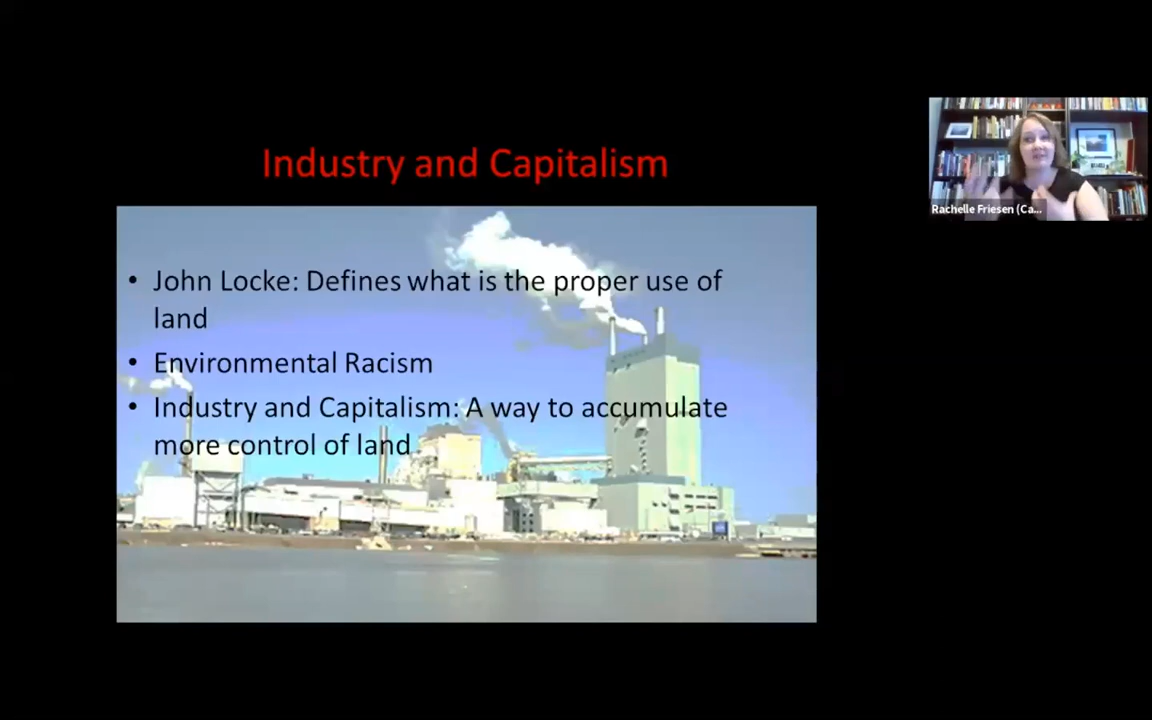 Industry and Capitalism
• John Locke: Defines what is the proper use of
land
• Environmental Racism
• Industry and Capitalism: A way to accumulate
more control of land
Rachelle Friesen (Ca...